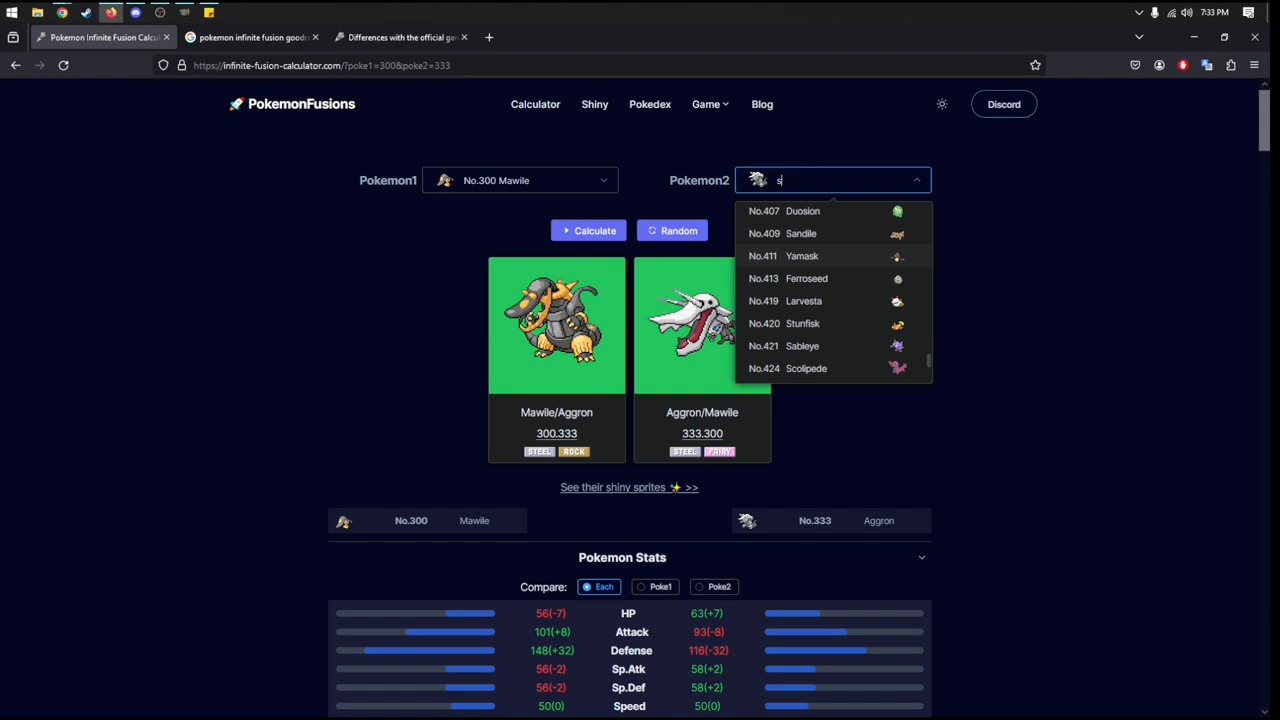 7:33 PM
Pokemon Infinite Fusion Calcul
pokemon infinite fusion goodr
Differences with the official ga
https://infinite-fusion-calculator.com/?poke1=300&poke2=333
PokemonFusions
Calculator
Shiny
Pokedex
Game
Blog
Discord
Pokemon1
No.300 Mawile
Pokemon2
s
Calculate
Random
No.407 Duosion
No.409 Sandile
No.411 Yamask
No.413 Ferroseed
No.419 Larvesta
No.420 Stunfisk
No.421 Sableye
No.424 Scolipede
Mawile/Aggron
300.333
STEEL ROCK
Aggron/Mawile
333.300
STEEL FAIRY
See their shiny sprites ✨ >>
No.300 Mawile
No.333 Aggron
Pokemon Stats
Compare: Each Poke1 Poke2
56(-7) HP 63(+7)
101(+8) Attack 93(-8)
148(+32) Defense 116(-32)
56(-2) Sp.Atk 58(+2)
56(-2) Sp.Def 58(+2)
50(0) Speed 50(0)